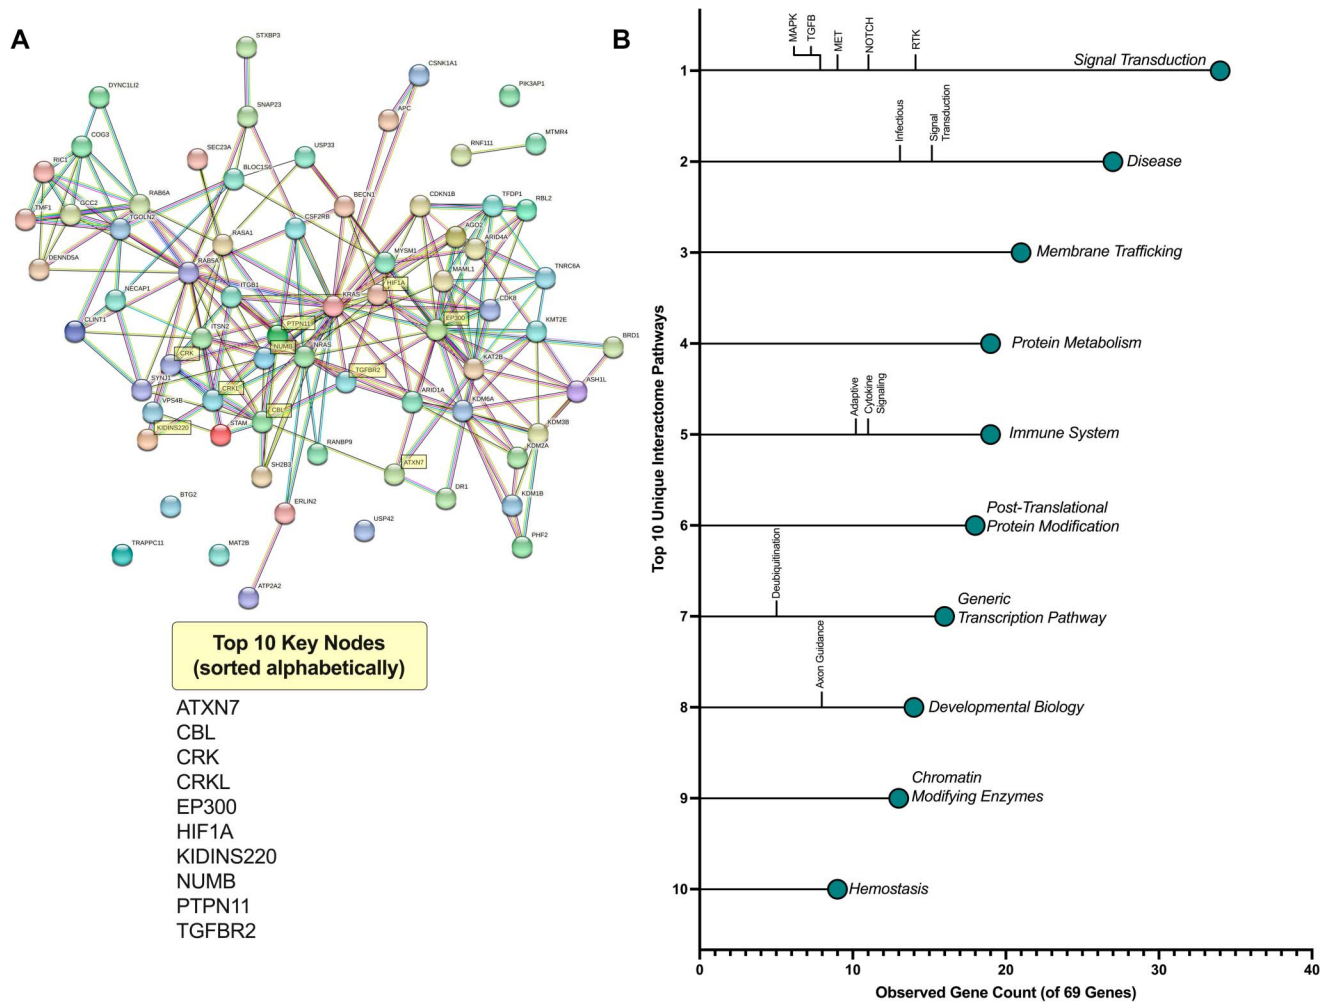 A
STXBP3
CSNK1A1
PIK3AP1
DYNC1LI2
SNAP23
APC
MTMR4
COG3
RNF111
USP33
SEC23A
RIC1
BLOC1S6
BECN1
CDKN1B
TFDP1
RBL2
RAB6A
GCC2
TMF1
TGOLN2
CSF2RB
AGO2
ARID4A
RASA1
MYSM1
DENND5A
RAB5A
TNRC6A
MAML1
HIF1A
ITGB1
KRAS
NECAP1
CDK8
EP300
PTPN11
CLINT1
ITSN2
KMT2E
NUMB
NRAS
BRD1
CRK
KAT2B
TGFBR2
SYNJ1
ASH1L
CRKL
ARID1A
VPS4B
KDM6A
CBL
STAM
KIDINS220
KDM3B
RANBP9
KDM2A
SH2B3
ATXN7
DR1
KDM1B
BTG2
ERLIN2
USP42
PHF2
TRAPPC11
MAT2B
ATP2A2
Top 10 Key Nodes
(sorted alphabetically)
ATXN7
CBL
CRK
CRKL
EP300
HIF1A
KIDINS220
NUMB
PTPN11
TGFBR2
B
Top 10 Unique Interactome Pathways
1
MAPK
TGFB
MET
NOTCH
RTK
Signal Transduction
2
Infectious
Signal
Transduction
Disease
3
Membrane Trafficking
4
Protein Metabolism
5
Adaptive
Cytokine
Signaling
Immune System
6
Post-Translational
Protein Modification
7
Deubiquitination
Generic
Transcription Pathway
8
Axon Guidance
Developmental Biology
9
Chromatin
Modifying Enzymes
10
Hemostasis
0 10 20 30 40
Observed Gene Count (of 69 Genes)